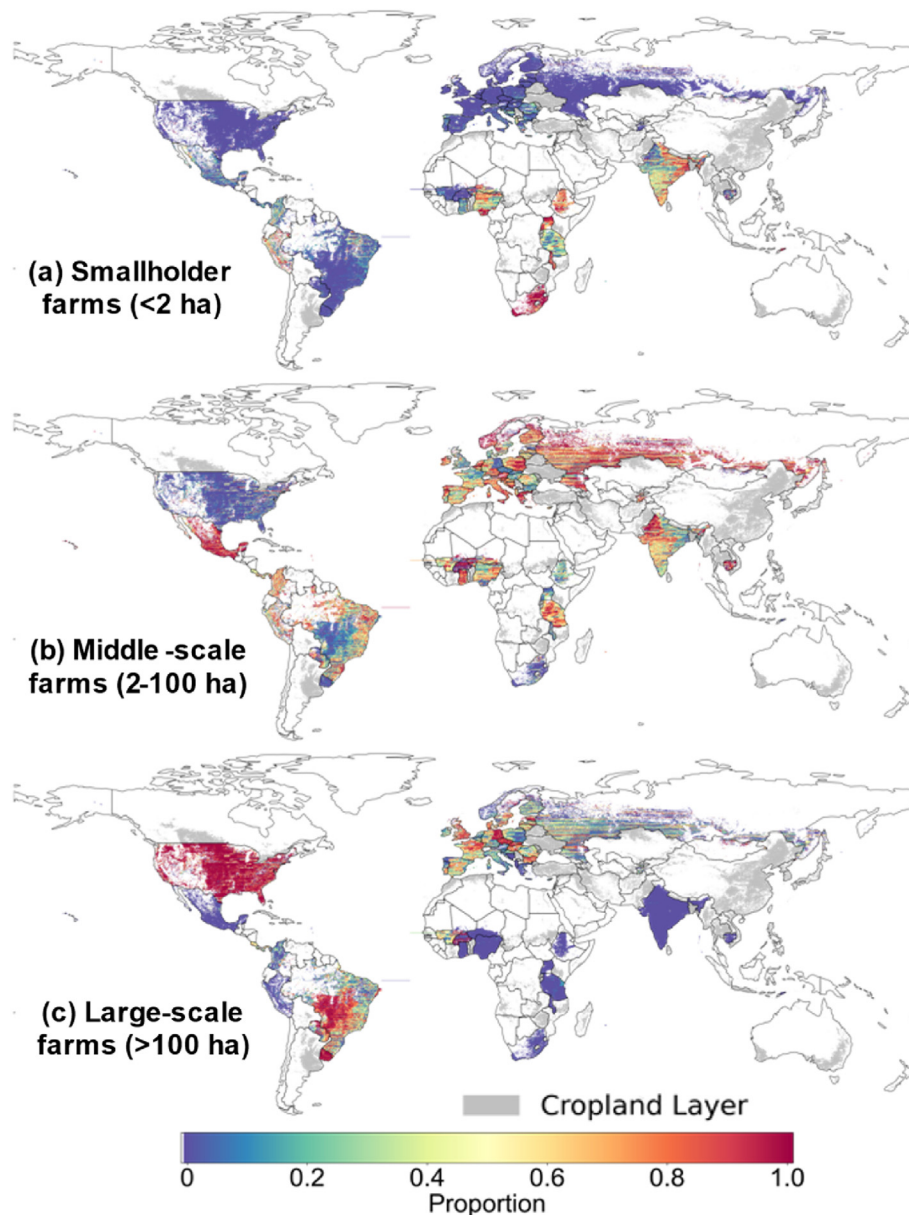 (a) Smallholder
farms (<2 ha)
(b) Middle -scale
farms (2-100 ha)
(c) Large-scale
farms (>100 ha)
Cropland Layer
0 0.2 0.4 0.6 0.8 1.0
Proportion